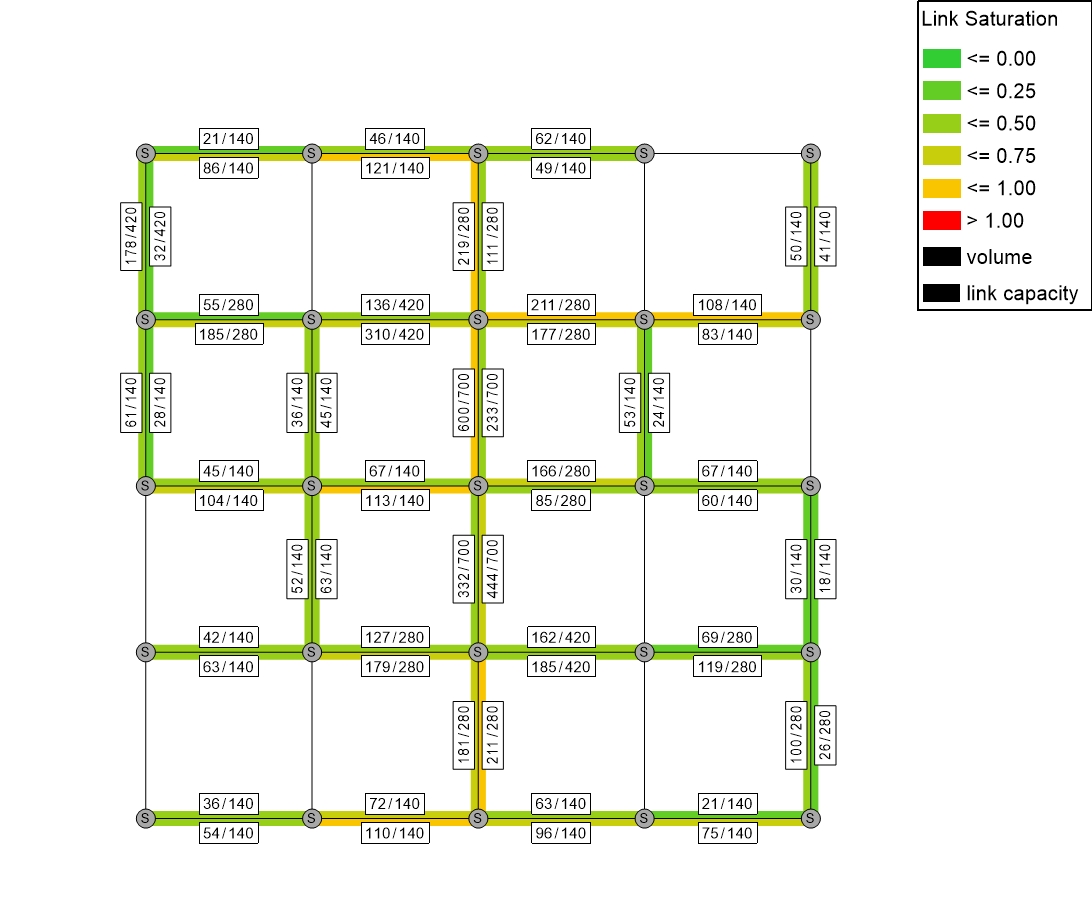 Link Saturation
<= 0.00
<= 0.25
<= 0.50
<= 0.75
<= 1.00
> 1.00
volume
link capacity
21/140
46/140
62/140
S
S
S
S
S
86/140
121/140
49/140
178/420
32/420
219/280
111/280
50/140
41/140
55/280
136/420
211/280
108/140
S
S
S
S
S
185/280
310/420
177/280
83/140
61/140
28/140
36/140
45/140
600/700
233/700
53/140
24/140
45/140
67/140
166/280
67/140
S
S
S
S
S
104/140
113/140
85/280
60/140
52/140
63/140
332/700
444/700
30/140
18/140
42/140
127/280
162/420
69/280
S
S
S
S
S
63/140
179/280
185/420
119/280
181/280
211/280
100/280
26/280
36/140
72/140
63/140
21/140
S
S
S
S
S
54/140
110/140
96/140
75/140